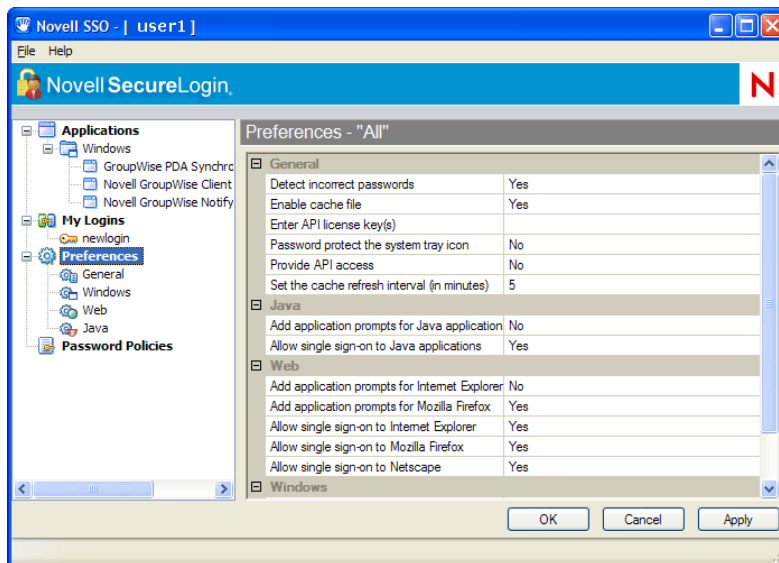 Novell SSO - [ user1 ]
File Help
Novell SecureLogin
N
Applications
Windows
GroupWise PDA Synchrc
Novell GroupWise Client
Novell GroupWise Notify
My Logins
newlogin
Preferences
General
Windows
Web
Java
Password Policies
Preferences - "All"
General
Detect incorrect passwords Yes
Enable cache file Yes
Enter API license key(s)
Password protect the system tray icon No
Provide API access No
Set the cache refresh interval (in minutes) 5
Java
Add application prompts for Java application No
Allow single sign-on to Java applications Yes
Web
Add application prompts for Internet Explorer No
Add application prompts for Mozilla Firefox Yes
Allow single sign-on to Internet Explorer Yes
Allow single sign-on to Mozilla Firefox Yes
Allow single sign-on to Netscape Yes
Windows
OK Cancel Apply